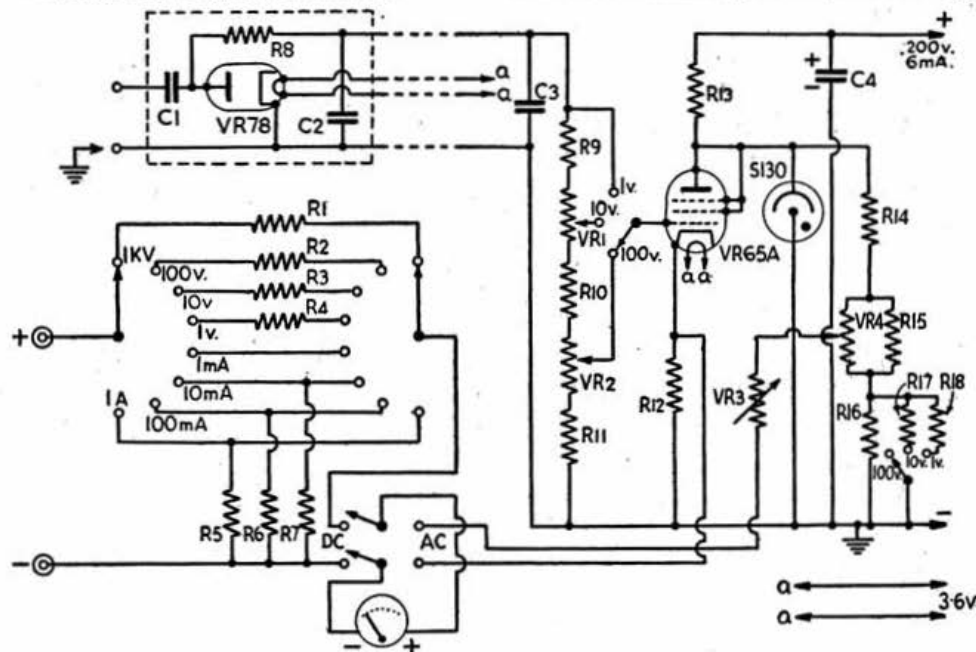 R8
C1
VR78
C2
a
a
C3
R9
1v.
10v.
VR1
100v.
R10
VR2
R11
R13
+
C4
-
+
200v.
6mA.
S130
R14
VR65A
a a
VR4
R15
R12
VR3
R17
R18
R16
100v.
10v.
1v.
-
R1
1KV
R2
100v.
R3
10v
R4
1v.
+
1mA
10mA
1A
100mA
R5
R6
R7
DC
AC
-
- +
a
3·6v
a